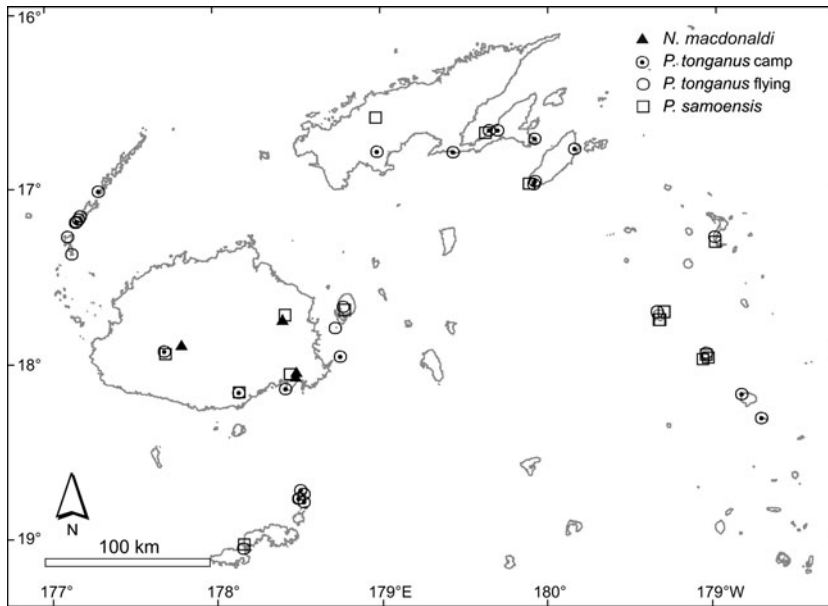 16°
N. macdonaldi
P. tonganus camp
P. tonganus flying
P. samoensis
17°
18°
N
19°
100 km
177° 178° 179°E 180° 179°W